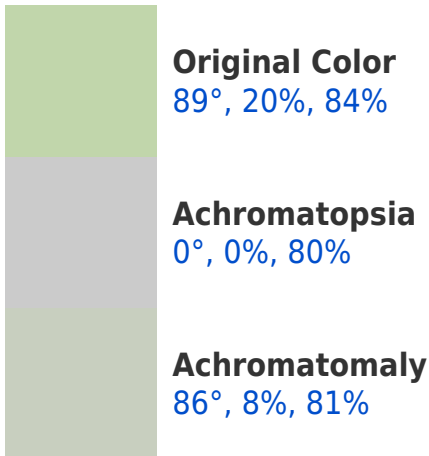 Original Color
89°, 20%, 84%
Achromatopsia
0°, 0%, 80%
Achromatomaly
86°, 8%, 81%